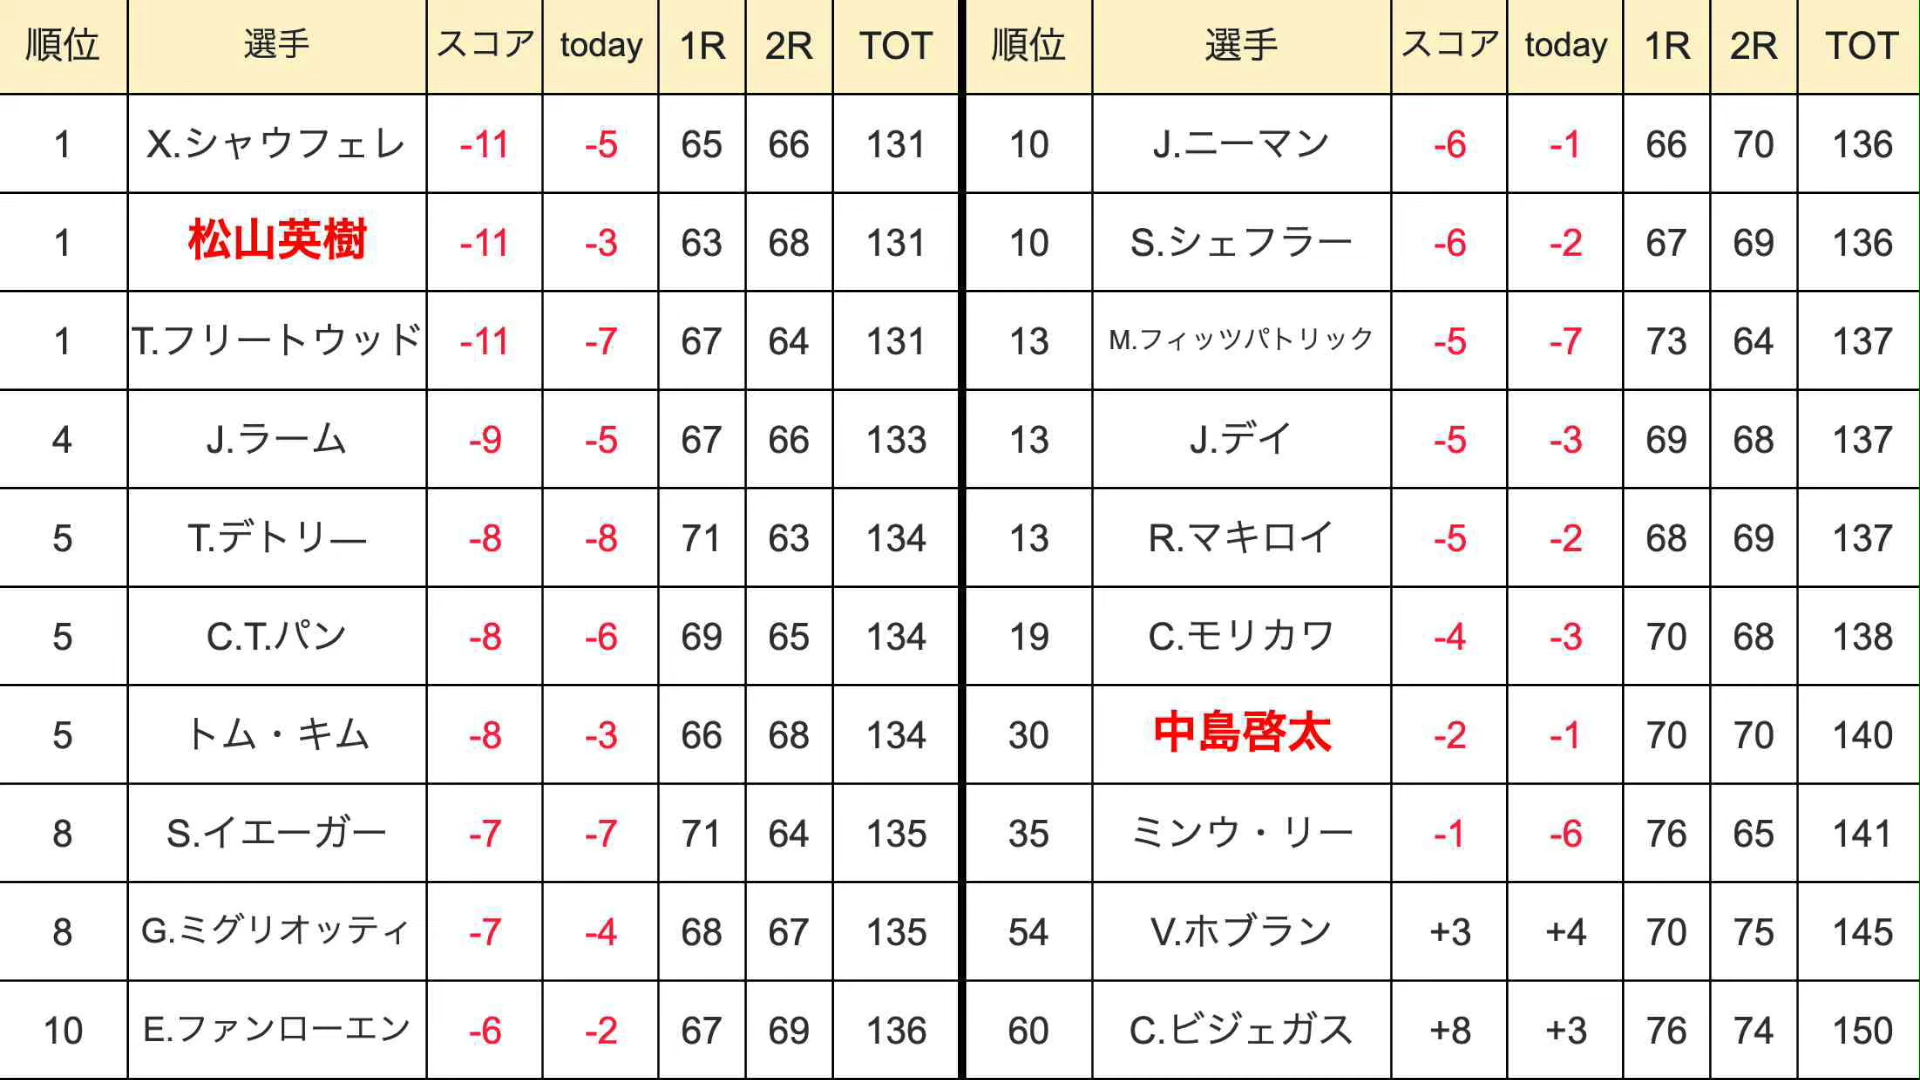 順位 選手 スコア today 1R 2R TOT 順位 選手 スコア today 1R 2R TOT
1 X.シャウフェレ -11 -5 65 66 131 10 J.ニーマン -6 -1 66 70 136
1 松山英樹 -11 -3 63 68 131 10 S.シェフラー -6 -2 67 69 136
1 T.フリートウッド -11 -7 67 64 131 13 M.フィッツパトリック -5 -7 73 64 137
4 J.ラーム -9 -5 67 66 133 13 J.デイ -5 -3 69 68 137
5 T.デトリー -8 -8 71 63 134 13 R.マキロイ -5 -2 68 69 137
5 C.T.パン -8 -6 69 65 134 19 C.モリカワ -4 -3 70 68 138
5 トム・キム -8 -3 66 68 134 30 中島啓太 -2 -1 70 70 140
8 S.イエーガー -7 -7 71 64 135 35 ミンウ・リー -1 -6 76 65 141
8 G.ミグリオッティ -7 -4 68 67 135 54 V.ホブラン +3 +4 70 75 145
10 E.ファンローエン -6 -2 67 69 136 60 C.ビジェガス +8 +3 76 74 150